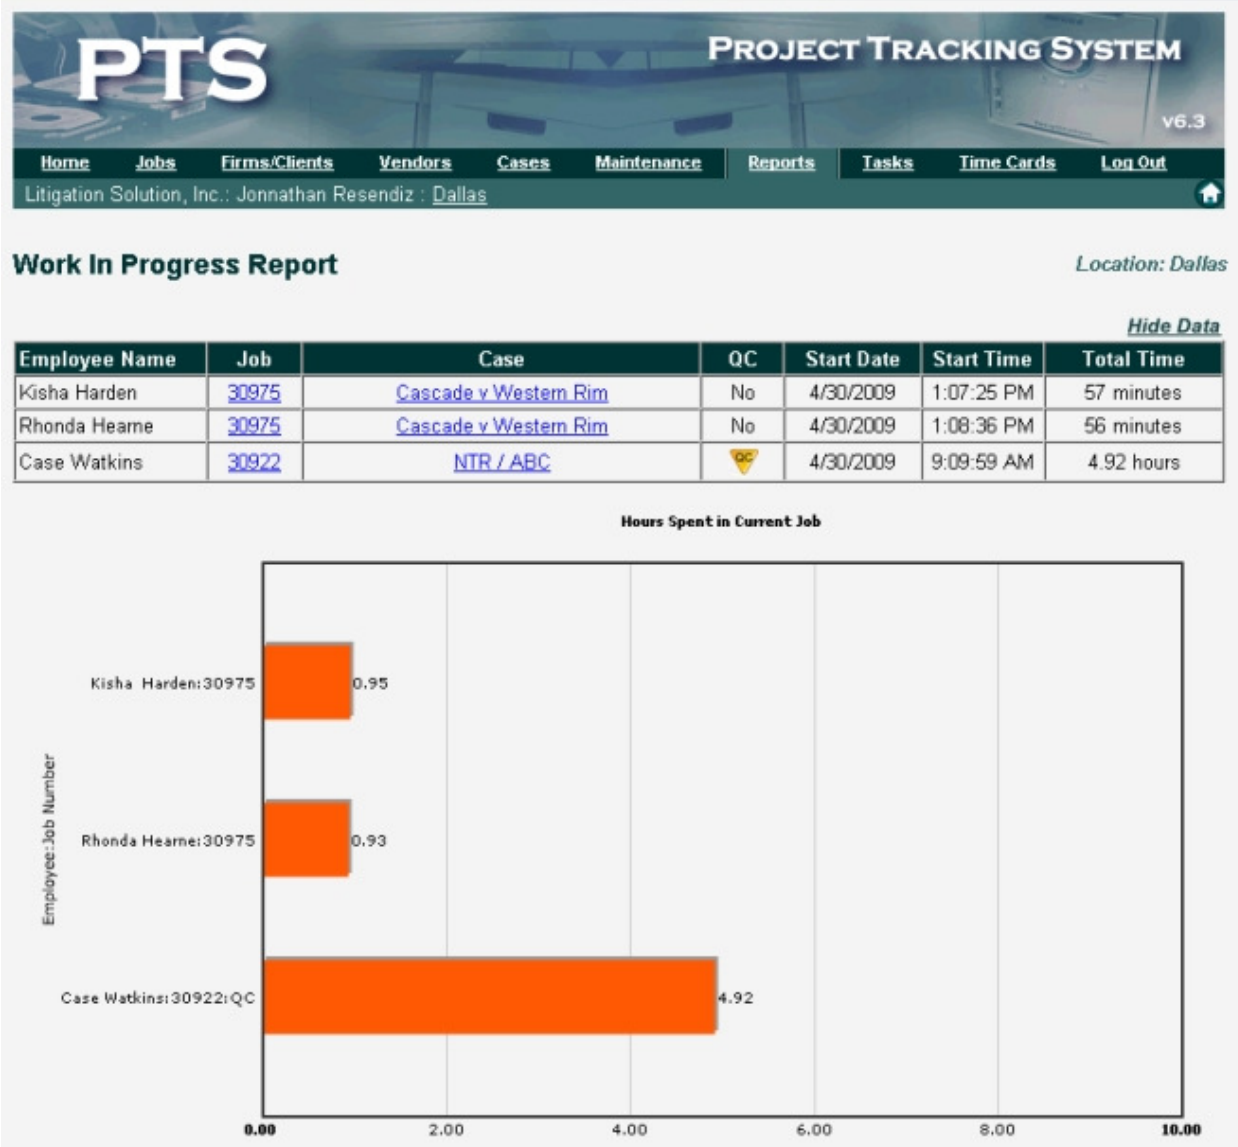 PTS
PROJECT TRACKING SYSTEM
v6.3
Home Jobs Firms/Clients Vendors Cases Maintenance Reports Tasks Time Cards Log Out
Litigation Solution, Inc.: Jonnathan Resendiz : Dallas
Work In Progress Report
Location: Dallas
Hide Data
Employee Name Job Case QC Start Date Start Time Total Time
Kisha Harden 30975 Cascade v Western Rim No 4/30/2009 1:07:25 PM 57 minutes
Rhonda Hearne 30975 Cascade v Western Rim No 4/30/2009 1:08:36 PM 56 minutes
Case Watkins 30922 NTR / ABC QC 4/30/2009 9:09:59 AM 4.92 hours
Hours Spent in Current Job
Kisha Harden:30975 0.95
Employee:Job Number
Rhonda Hearne:30975 0.93
Case Watkins:30922:QC 4.92
0.00 2.00 4.00 6.00 8.00 10.00